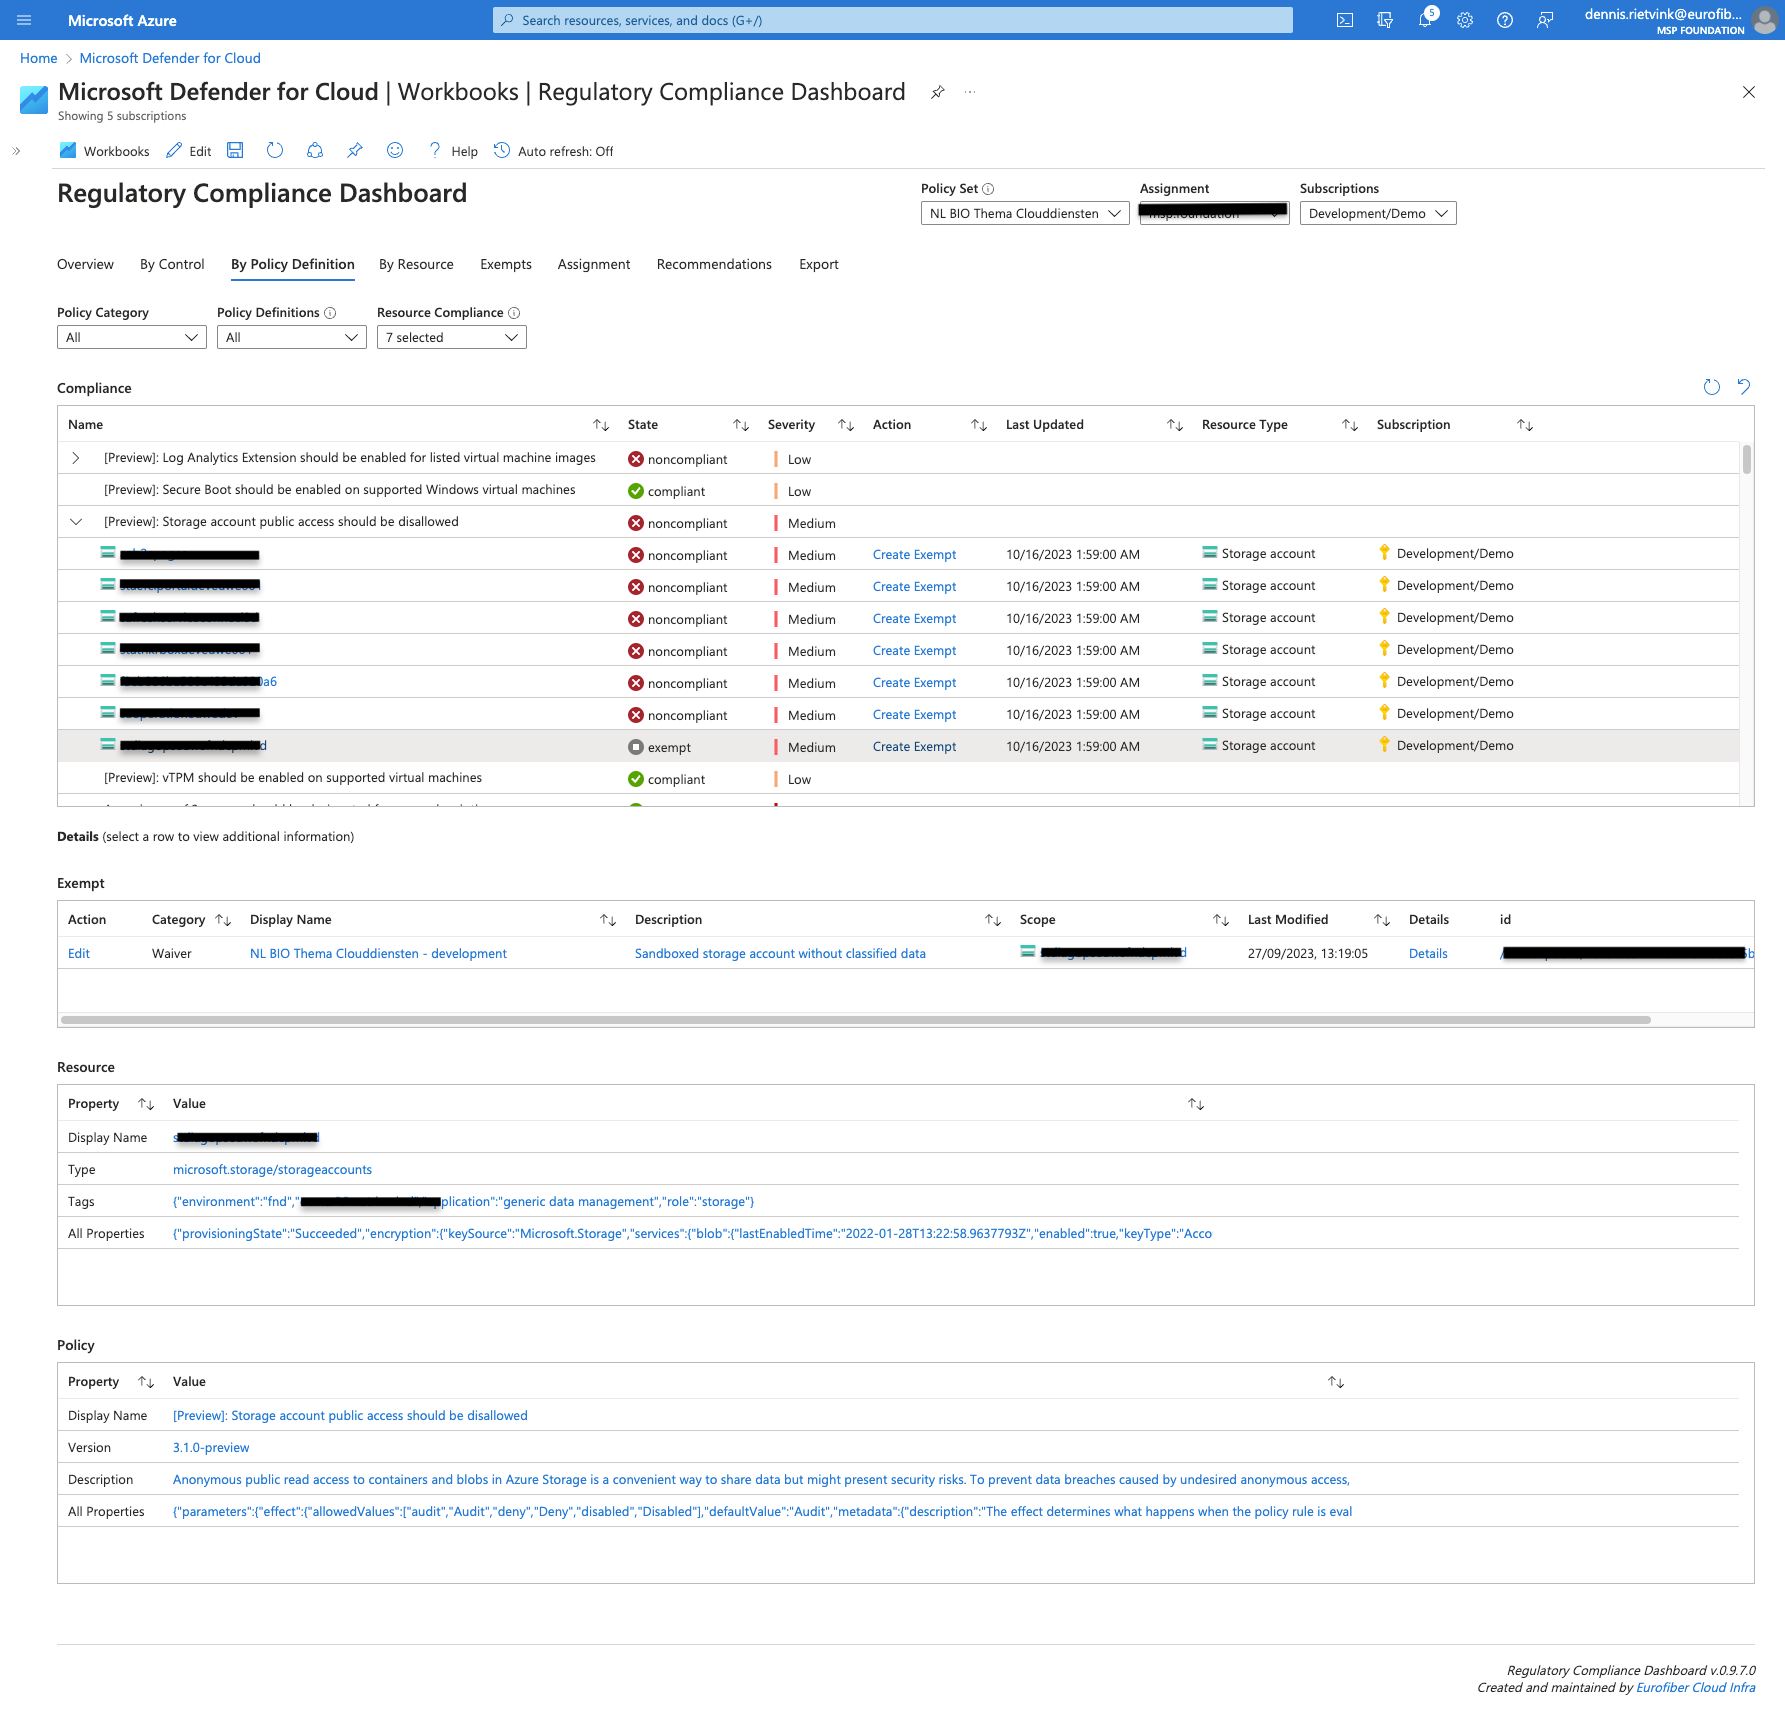 Microsoft Azure
Search resources, services, and docs (G+/)
5
dennis.rietvink@eurofib...
MSP FOUNDATION
Home > Microsoft Defender for Cloud
Microsoft Defender for Cloud | Workbooks | Regulatory Compliance Dashboard
Showing 5 subscriptions
Workbooks Edit ? Help Auto refresh: Off
Regulatory Compliance Dashboard
Policy Set Assignment Subscriptions
NL BIO Thema Clouddiensten Development/Demo
Overview By Control By Policy Definition By Resource Exempts Assignment Recommendations Export
Policy Category Policy Definitions Resource Compliance
All All 7 selected
Compliance
Name State Severity Action Last Updated Resource Type Subscription
[Preview]: Log Analytics Extension should be enabled for listed virtual machine images noncompliant Low
[Preview]: Secure Boot should be enabled on supported Windows virtual machines compliant Low
[Preview]: Storage account public access should be disallowed noncompliant Medium
noncompliant Medium Create Exempt 10/16/2023 1:59:00 AM Storage account Development/Demo
noncompliant Medium Create Exempt 10/16/2023 1:59:00 AM Storage account Development/Demo
noncompliant Medium Create Exempt 10/16/2023 1:59:00 AM Storage account Development/Demo
noncompliant Medium Create Exempt 10/16/2023 1:59:00 AM Storage account Development/Demo
0a6 noncompliant Medium Create Exempt 10/16/2023 1:59:00 AM Storage account Development/Demo
noncompliant Medium Create Exempt 10/16/2023 1:59:00 AM Storage account Development/Demo
exempt Medium Create Exempt 10/16/2023 1:59:00 AM Storage account Development/Demo
[Preview]: vTPM should be enabled on supported virtual machines compliant Low
Details (select a row to view additional information)
Exempt
Action Category Display Name Description Scope Last Modified Details id
Edit Waiver NL BIO Thema Clouddiensten - development Sandboxed storage account without classified data 27/09/2023, 13:19:05 Details
Resource
Property Value
Display Name
Type microsoft.storage/storageaccounts
Tags {"environment":"fnd"," plication":"generic data management","role":"storage"}
All Properties {"provisioningState":"Succeeded","encryption":{"keySource":"Microsoft.Storage","services":{"blob":{"lastEnabledTime":"2022-01-28T13:22:58.9637793Z","enabled":true,"keyType":"Acco
Policy
Property Value
Display Name [Preview]: Storage account public access should be disallowed
Version 3.1.0-preview
Description Anonymous public read access to containers and blobs in Azure Storage is a convenient way to share data but might present security risks. To prevent data breaches caused by undesired anonymous access,
All Properties {"parameters":{"effect":{"allowedValues":["audit","Audit","deny","Deny","disabled","Disabled"],"defaultValue":"Audit","metadata":{"description":"The effect determines what happens when the policy rule is eval
Regulatory Compliance Dashboard v.0.9.7.0
Created and maintained by Eurofiber Cloud Infra